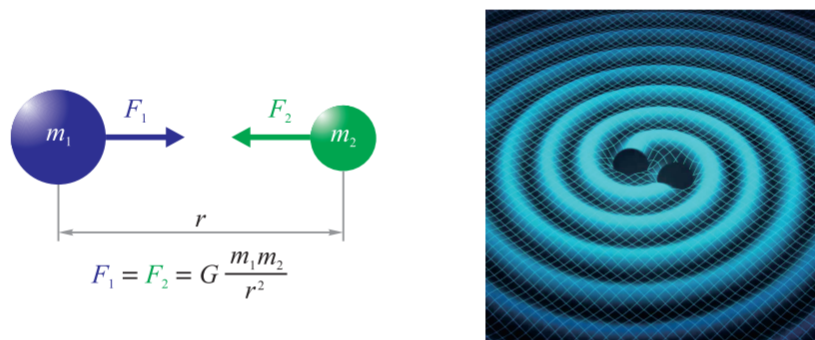 F₁ F₂
m₁ m₂
r
F₁ = F₂ = G m₁m₂/r²